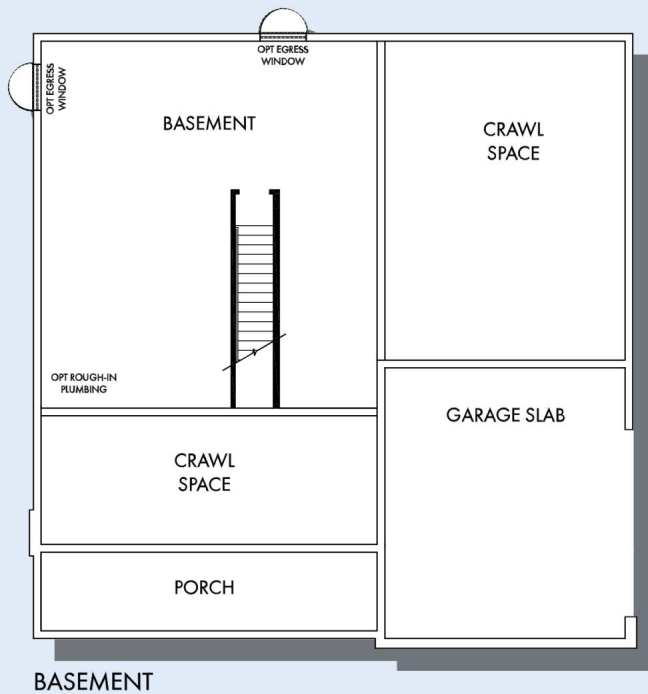 OPT EGRESS
WINDOW
OPT EGRESS
WINDOW
BASEMENT
CRAWL
SPACE
OPT ROUGH-IN
PLUMBING
GARAGE SLAB
CRAWL
SPACE
PORCH
BASEMENT